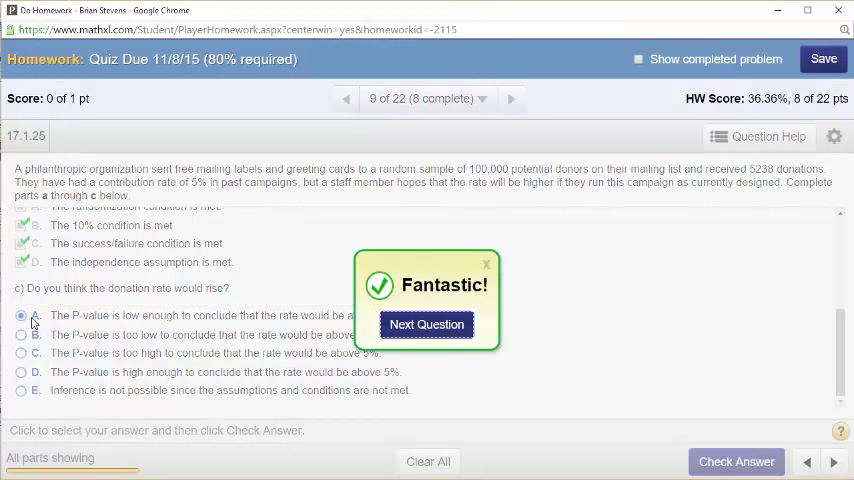 Do Homework - Brian Stevens - Google Chrome
https://www.mathxl.com/Student/PlayerHomework.aspx?centerwin=yes&homeworkid=-2115
Homework: Quiz Due 11/8/15 (80% required)
Show completed problem
Save
Score: 0 of 1 pt
9 of 22 (8 complete)
HW Score: 36.36%, 8 of 22 pts
17.1.25
Question Help
A philanthropic organization sent free mailing labels and greeting cards to a random sample of 100,000 potential donors on their mailing list and received 5238 donations.
They have had a contribution rate of 5% in past campaigns, but a staff member hopes that the rate will be higher if they run this campaign as currently designed. Complete
parts a through c below.
A. The randomization condition is met.
B. The 10% condition is met.
C. The success/failure condition is met.
D. The independence assumption is met.
c) Do you think the donation rate would rise?
A. The P-value is low enough to conclude that the rate would be a
B. The P-value is too low to conclude that the rate would be above
C. The P-value is too high to conclude that the rate would be above 5%.
D. The P-value is high enough to conclude that the rate would be above 5%.
E. Inference is not possible since the assumptions and conditions are not met.
X
Fantastic!
Next Question
Click to select your answer and then click Check Answer.
?
All parts showing
Clear All
Check Answer